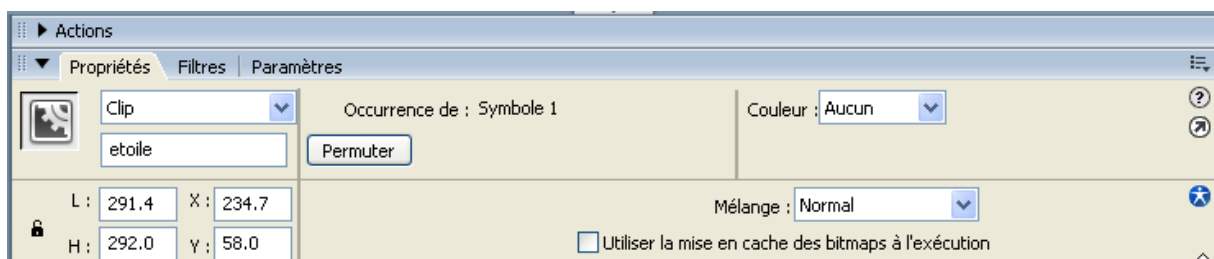 Actions
Propriétés Filtres Paramètres
Clip Occurrence de : Symbole 1 Couleur : Aucun
etoile Permuter
L : 291.4 X : 234.7 Mélange : Normal
H : 292.0 Y : 58.0 Utiliser la mise en cache des bitmaps à l'exécution